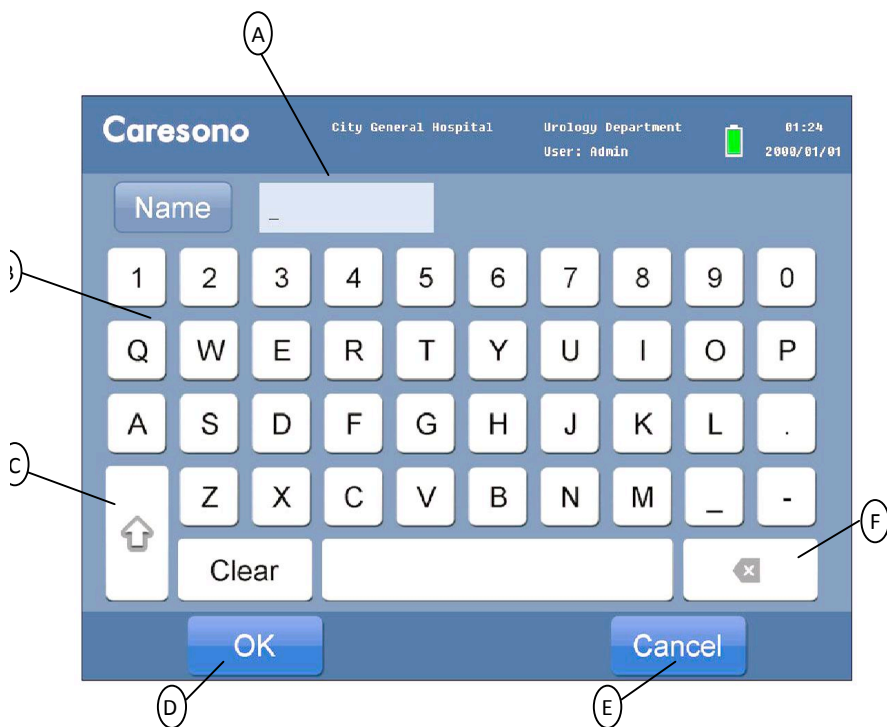 A
Caresono City General Hospital Urology Department 01:24
User: Admin 2000/01/01
Name _
1 2 3 4 5 6 7 8 9 0
Q W E R T Y U I O P
A S D F G H J K L .
C
Z X C V B N M _ -
F
Clear
OK Cancel
D E